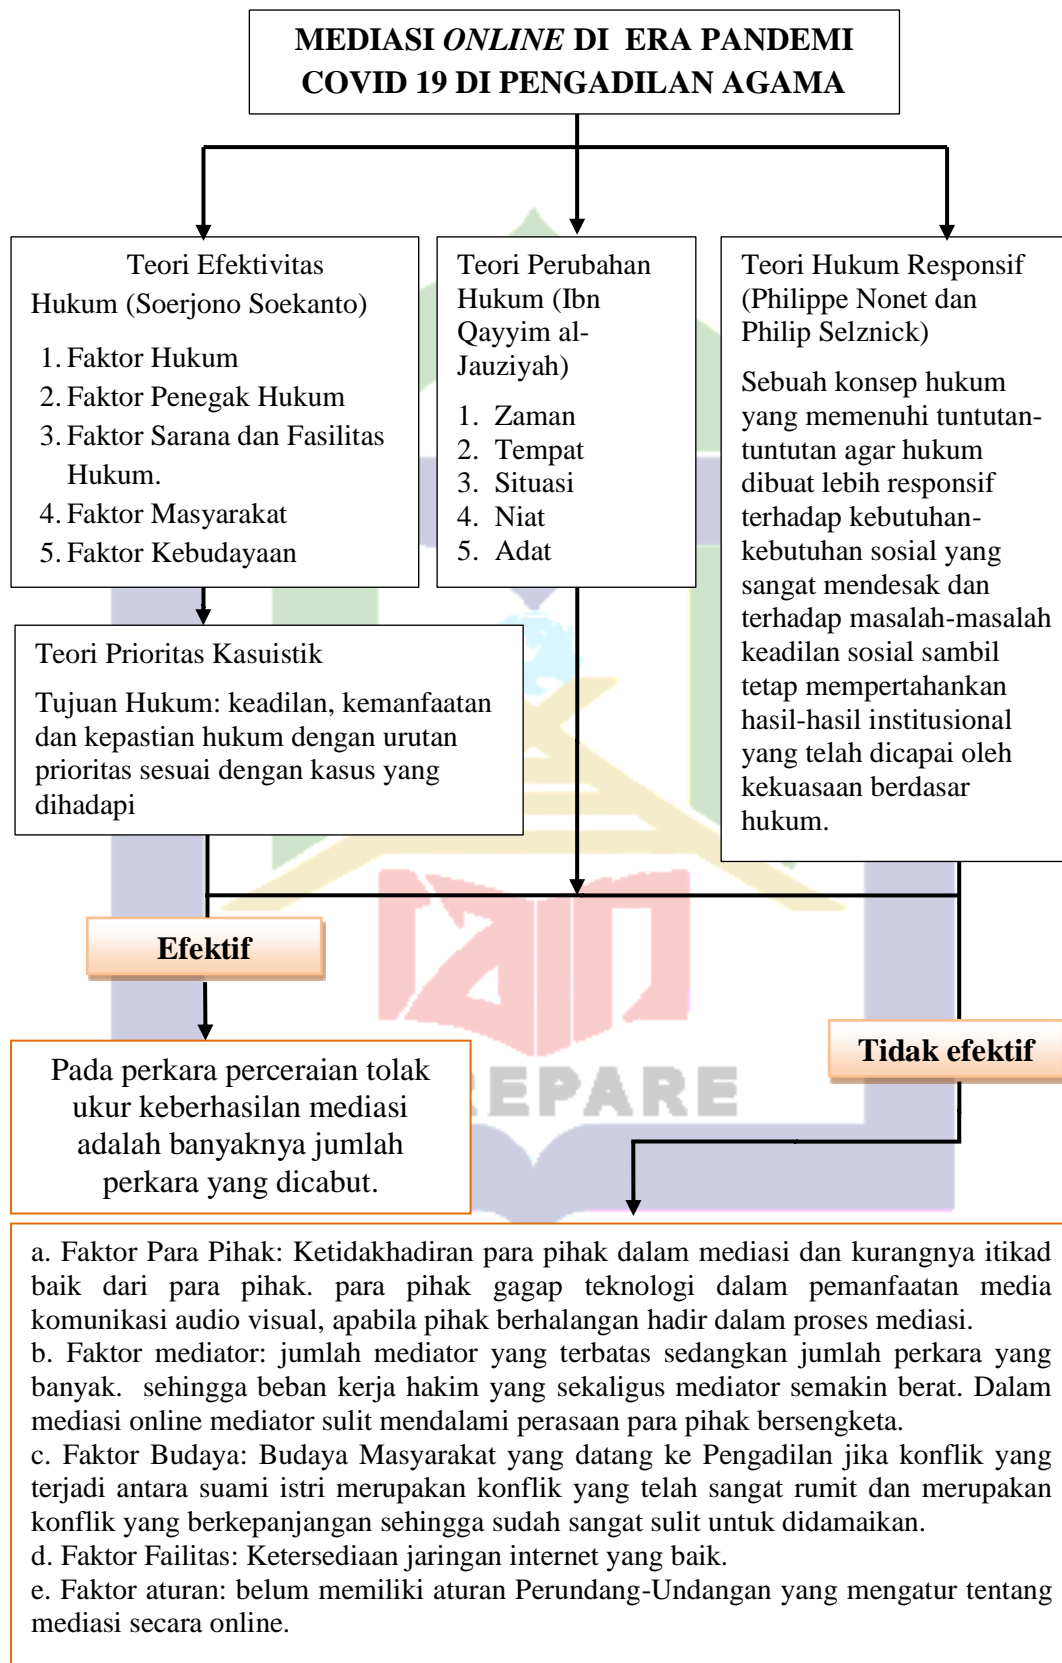 MEDIASI ONLINE DI ERA PANDEMI
COVID 19 DI PENGADILAN AGAMA
Teori Efektivitas
Hukum (Soerjono Soekanto)
1. Faktor Hukum
2. Faktor Penegak Hukum
3. Faktor Sarana dan Fasilitas
Hukum.
4. Faktor Masyarakat
5. Faktor Kebudayaan
Teori Perubahan
Hukum (Ibn
Qayyim al-
Jauziyah)
1. Zaman
2. Tempat
3. Situasi
4. Niat
5. Adat
Teori Hukum Responsif
(Philippe Nonet dan
Philip Selznick)
Sebuah konsep hukum
yang memenuhi tuntutan-
tuntutan agar hukum
dibuat lebih responsif
terhadap kebutuhan-
kebutuhan sosial yang
sangat mendesak dan
terhadap masalah-masalah
keadilan sosial sambil
tetap mempertahankan
hasil-hasil institusional
yang telah dicapai oleh
kekuasaan berdasar
hukum.
Teori Prioritas Kasuistik
Tujuan Hukum: keadilan, kemanfaatan
dan kepastian hukum dengan urutan
prioritas sesuai dengan kasus yang
dihadapi
Efektif
Tidak efektif
Pada perkara perceraian tolak
ukur keberhasilan mediasi
adalah banyaknya jumlah
perkara yang dicabut.
a. Faktor Para Pihak: Ketidakhadiran para pihak dalam mediasi dan kurangnya itikad
baik dari para pihak. para pihak gagap teknologi dalam pemanfaatan media
komunikasi audio visual, apabila pihak berhalangan hadir dalam proses mediasi.
b. Faktor mediator: jumlah mediator yang terbatas sedangkan jumlah perkara yang
banyak. sehingga beban kerja hakim yang sekaligus mediator semakin berat. Dalam
mediasi online mediator sulit mendalami perasaan para pihak bersengketa.
c. Faktor Budaya: Budaya Masyarakat yang datang ke Pengadilan jika konflik yang
terjadi antara suami istri merupakan konflik yang telah sangat rumit dan merupakan
konflik yang berkepanjangan sehingga sudah sangat sulit untuk didamaikan.
d. Faktor Failitas: Ketersediaan jaringan internet yang baik.
e. Faktor aturan: belum memiliki aturan Perundang-Undangan yang mengatur tentang
mediasi secara online.